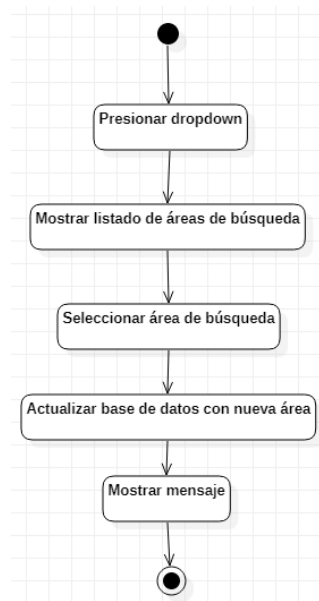 Presionar dropdown
Mostrar listado de áreas de búsqueda
Seleccionar área de búsqueda
Actualizar base de datos con nueva área
Mostrar mensaje